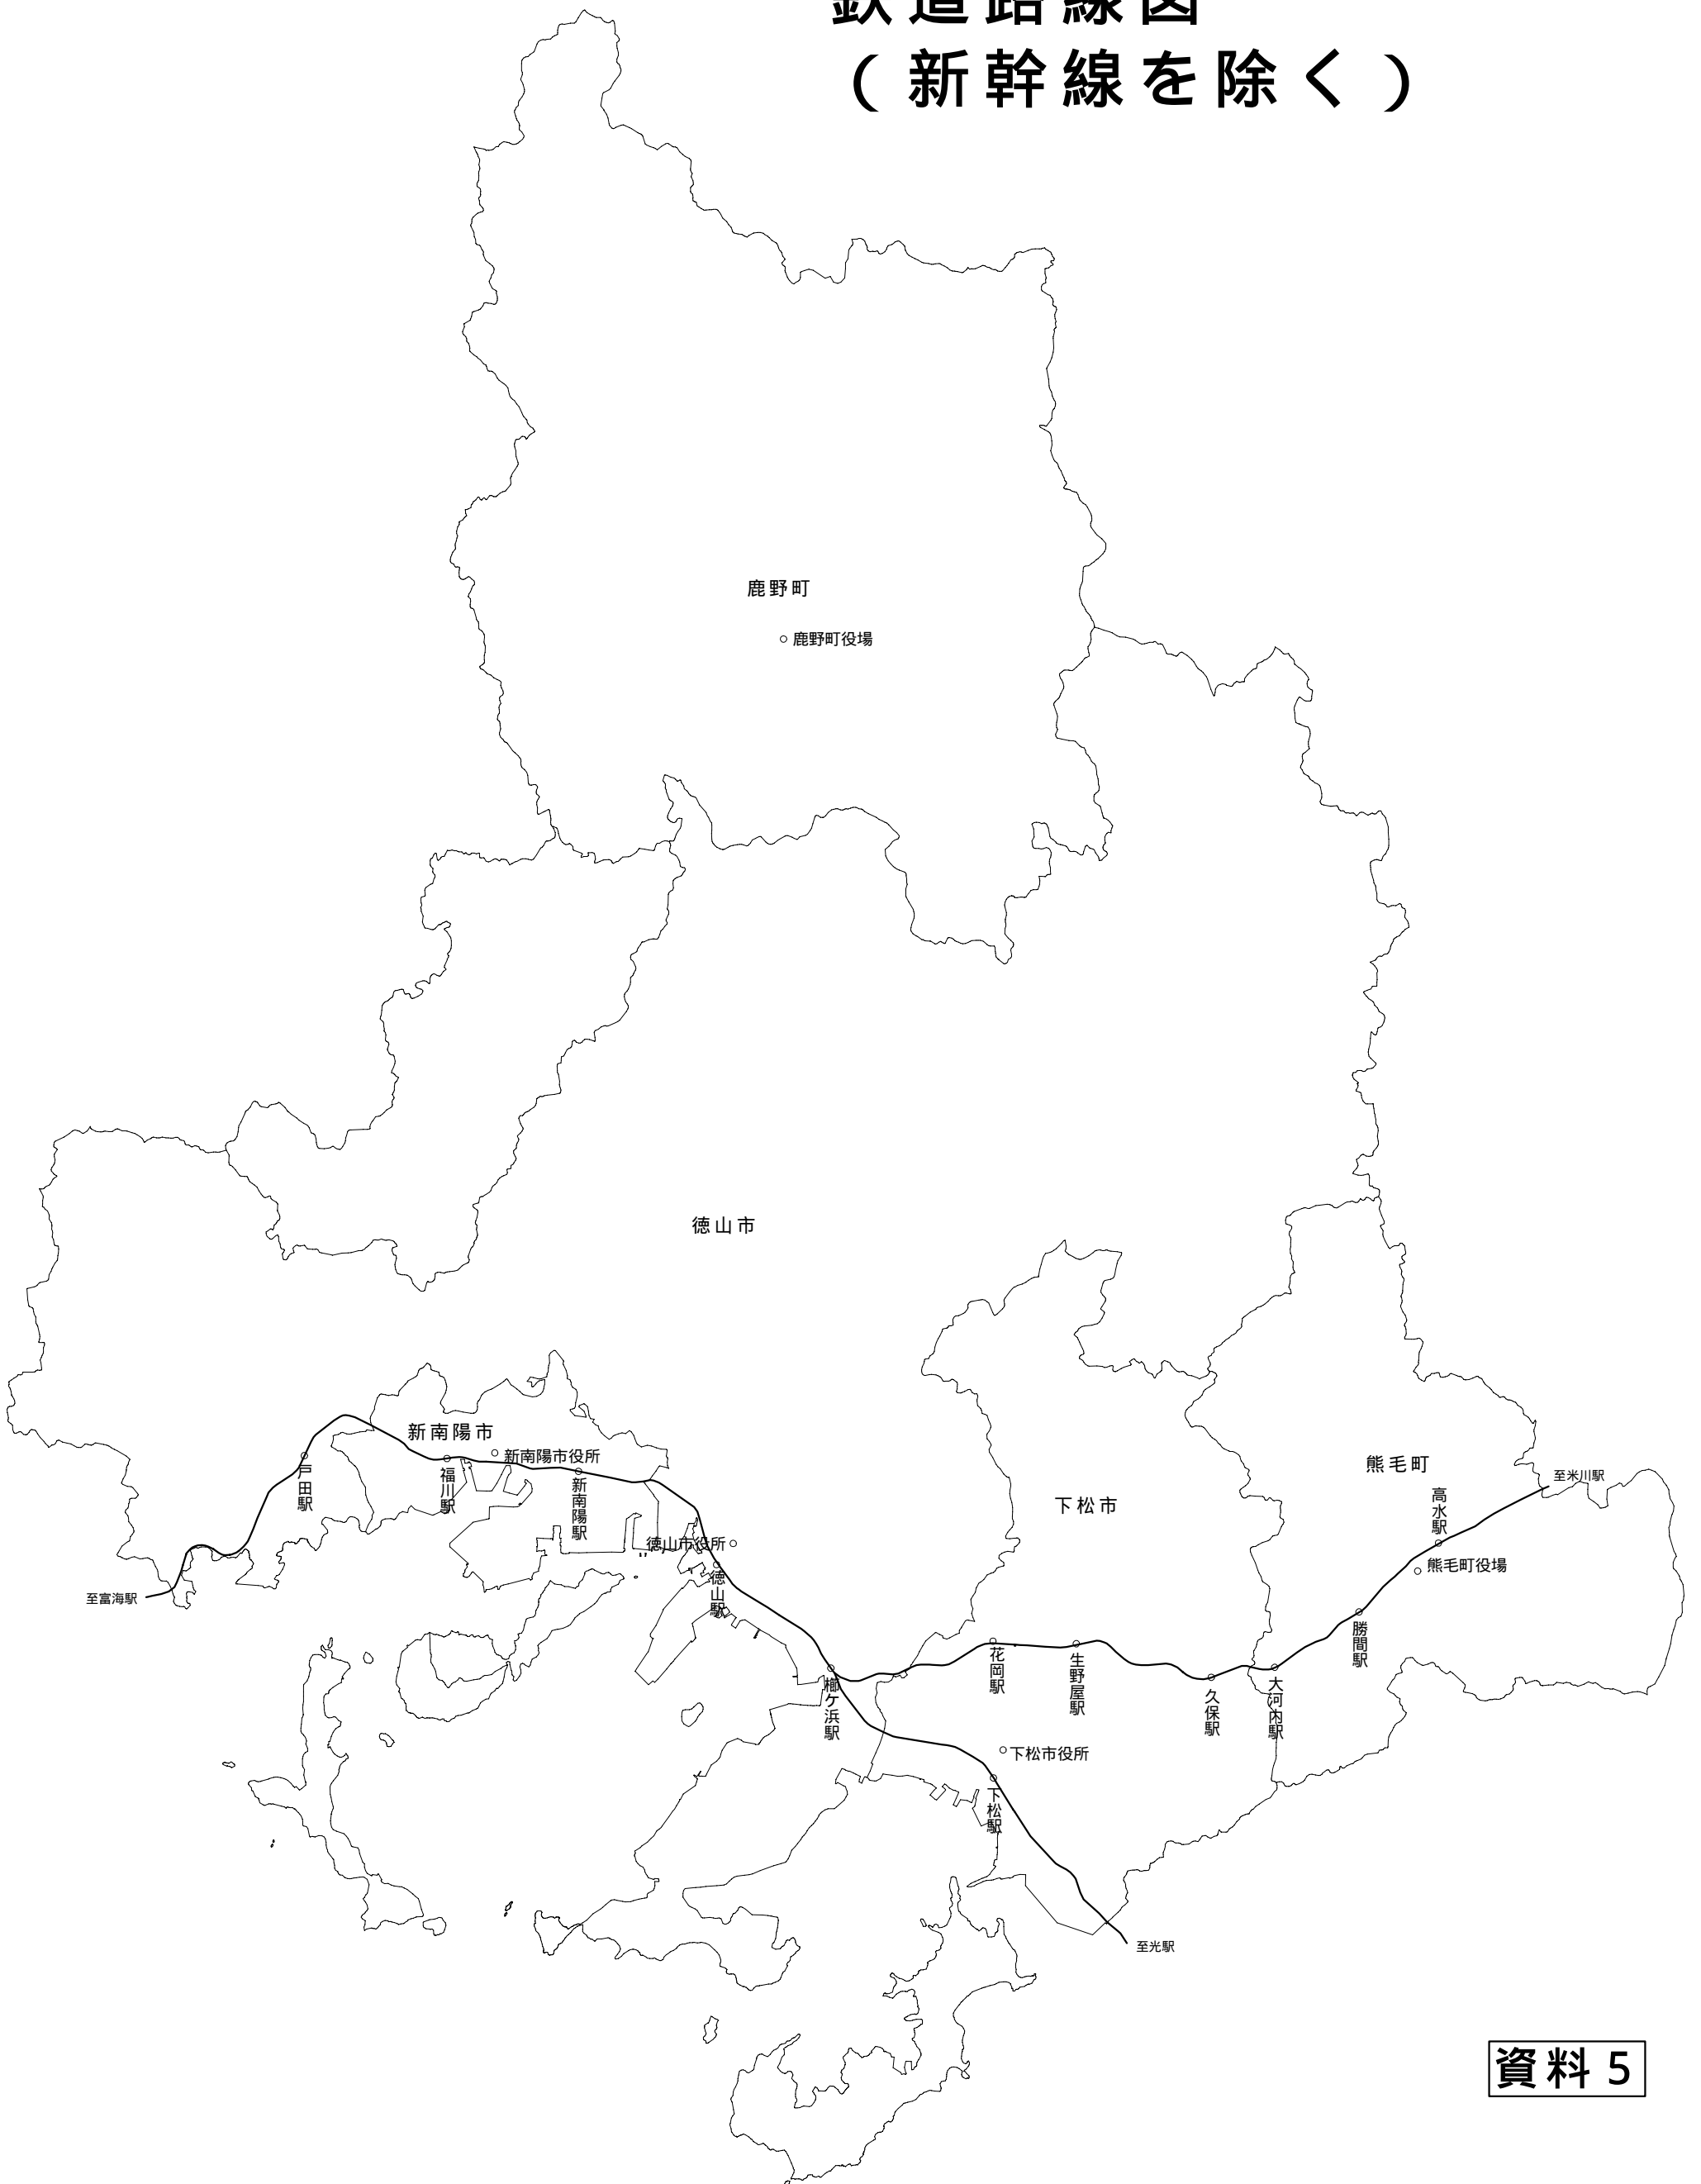 鉄道路線図
（新幹線を除く）
鹿野町
鹿野町役場
徳山市
新南陽市
新南陽市役所
戸田駅
福川駅
新南陽駅
徳山市役所
徳山駅
至富海駅
櫛ケ浜駅
下松市
花岡駅
生野屋駅
久保駅
大河内駅
勝間駅
熊毛町
高水駅
至米川駅
熊毛町役場
下松市役所
下松駅
至光駅
資料5